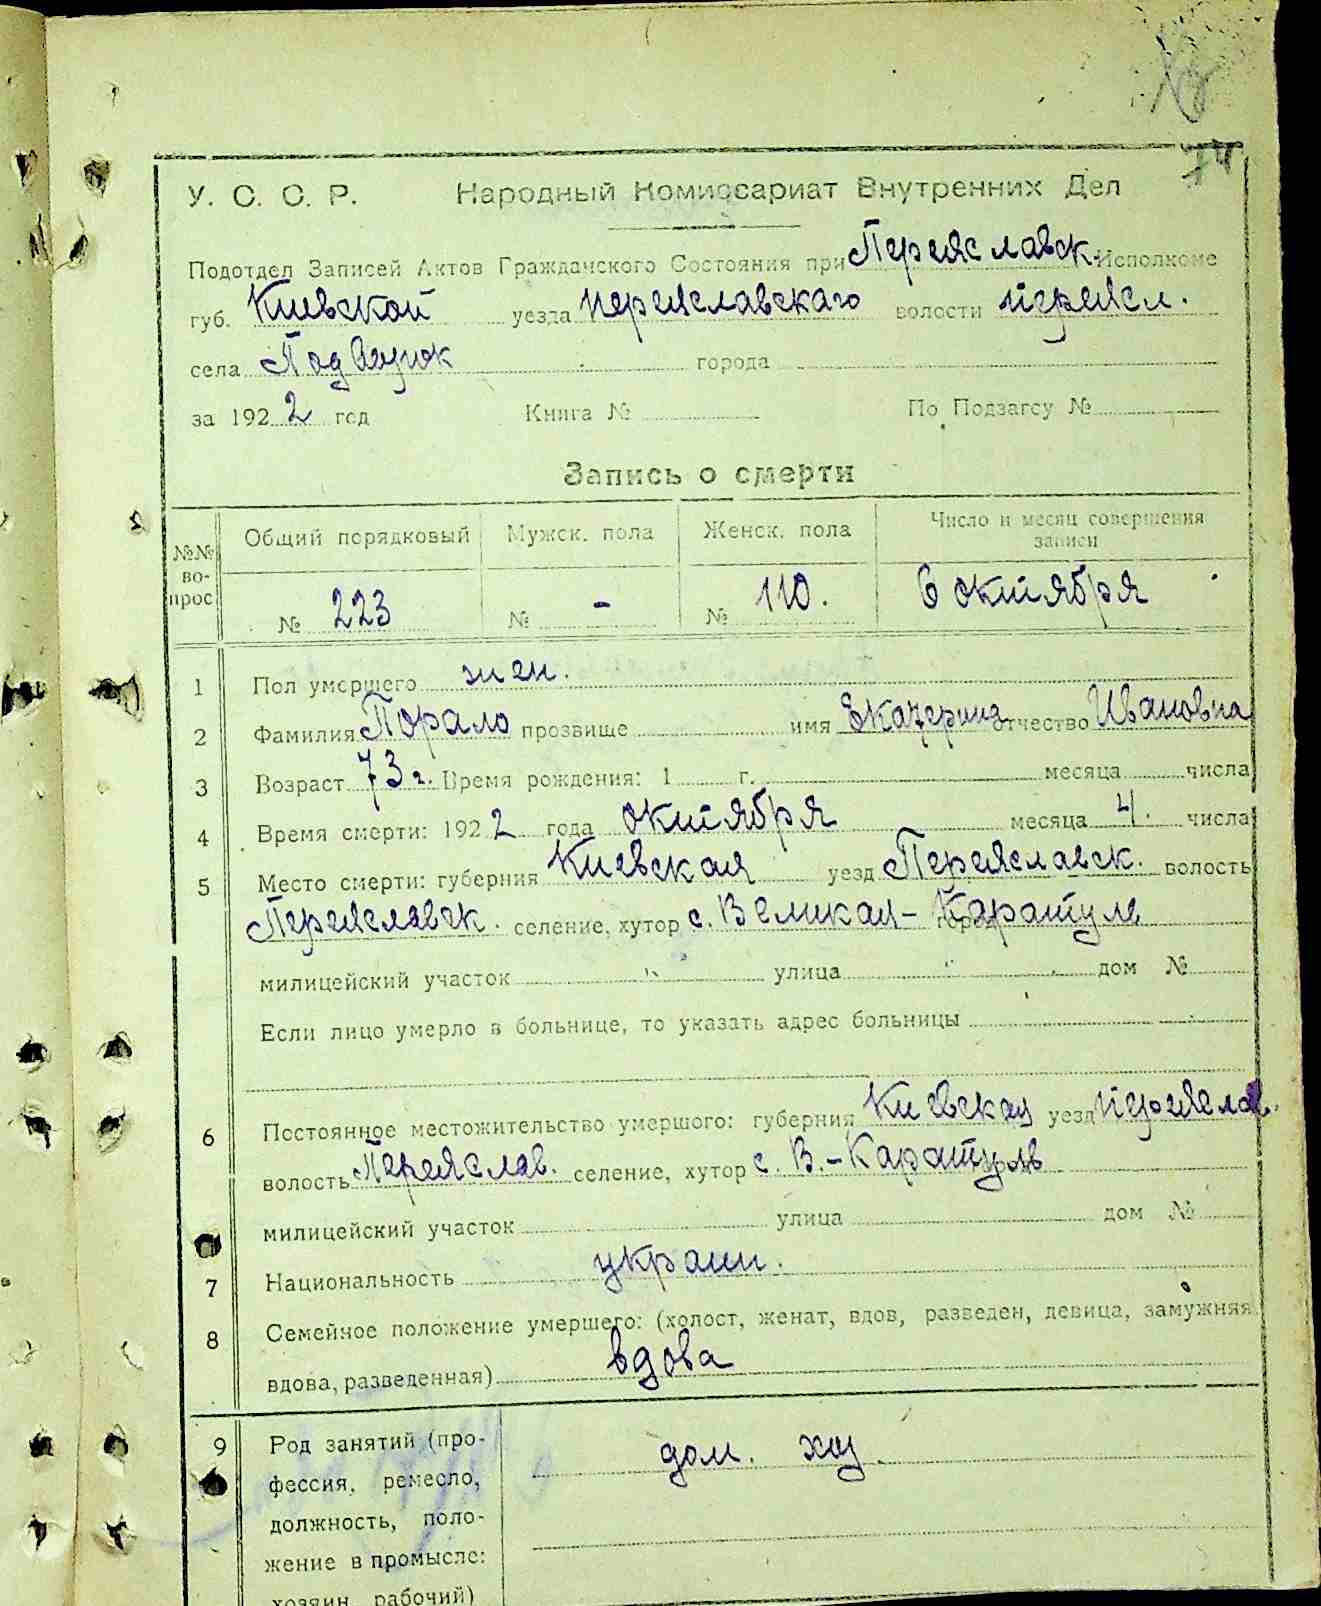 74
У. С. С. Р. Народный Комиссариат Внутренних Дел
Подотдел Записей Актов Гражданского Состояния при Переяславск. Исполкоме
губ. Киевской уезда Переяславскаго волости Переясл.
села города
за 1922 год Книга № По Подзагсу №
Запись о смерти
№№ вопрос Общий порядковый Мужск. пола Женск. пола Число и месяц совершения записи
№ 223 № - № 110. 6 октября
1 Пол умершего жен.
2 Фамилия Порало прозвище имя Екатерина отчество Ивановна
3 Возраст 73 г. Время рождения: 1 г. месяца числа
4 Время смерти: 1922 года октября месяца 4. числа
5 Место смерти: губерния Киевская уезд Переяславск. волость
Переяславск. селение, хутор с. Великая-Каратуль город
милицейский участок " улица " дом №
Если лицо умерло в больнице, то указать адрес больницы
6 Постоянное местожительство умершого: губерния Киевская уезд Переяслав.
волость Переяслав. селение, хутор с. В.-Каратуль
милицейский участок улица дом №
7 Национальность украин.
8 Семейное положение умершего: (холост, женат, вдов, разведен, девица, замужняя
вдова, разведенная) вдова
9 Род занятий (про- дом. хоз.
фессия, ремесло,
должность, поло-
жение в промысле:
хозяин, рабочий)